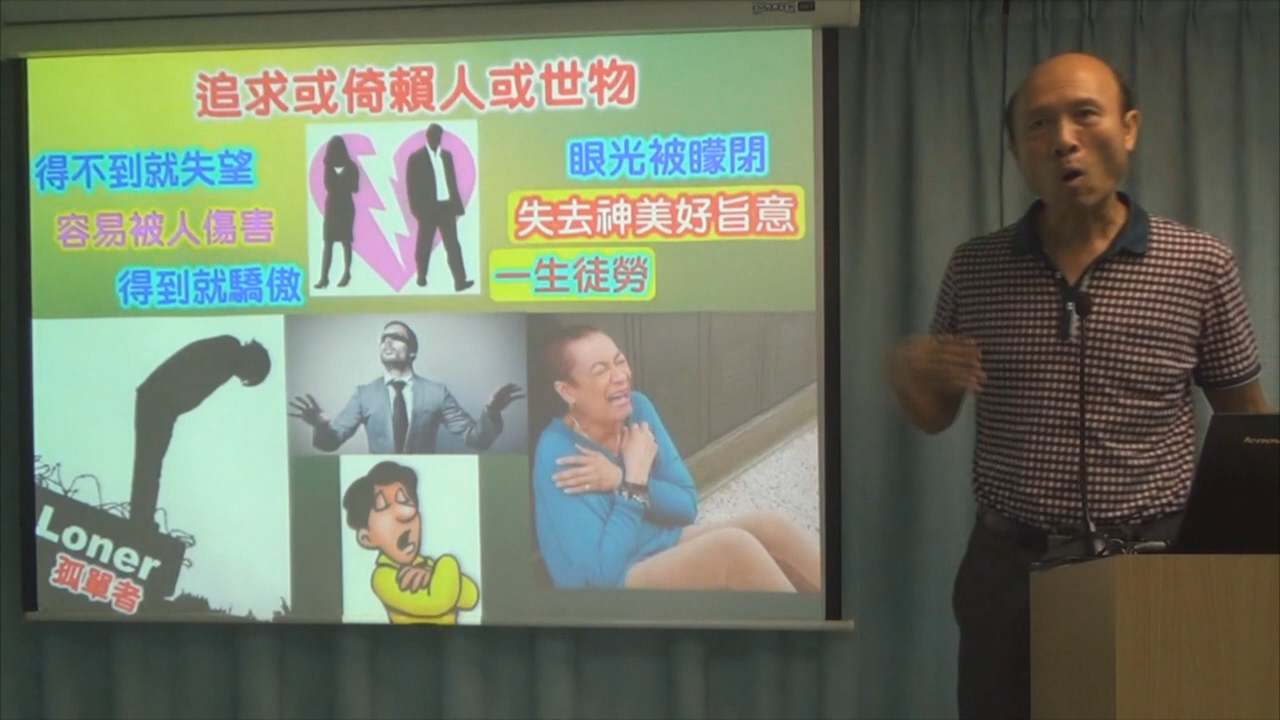 追求或倚賴人或世物
得不到就失望
容易被人傷害
得到就驕傲
眼光被矇閉
失去神美好旨意
一生徒勞
Loner
孤單者
Lenovo